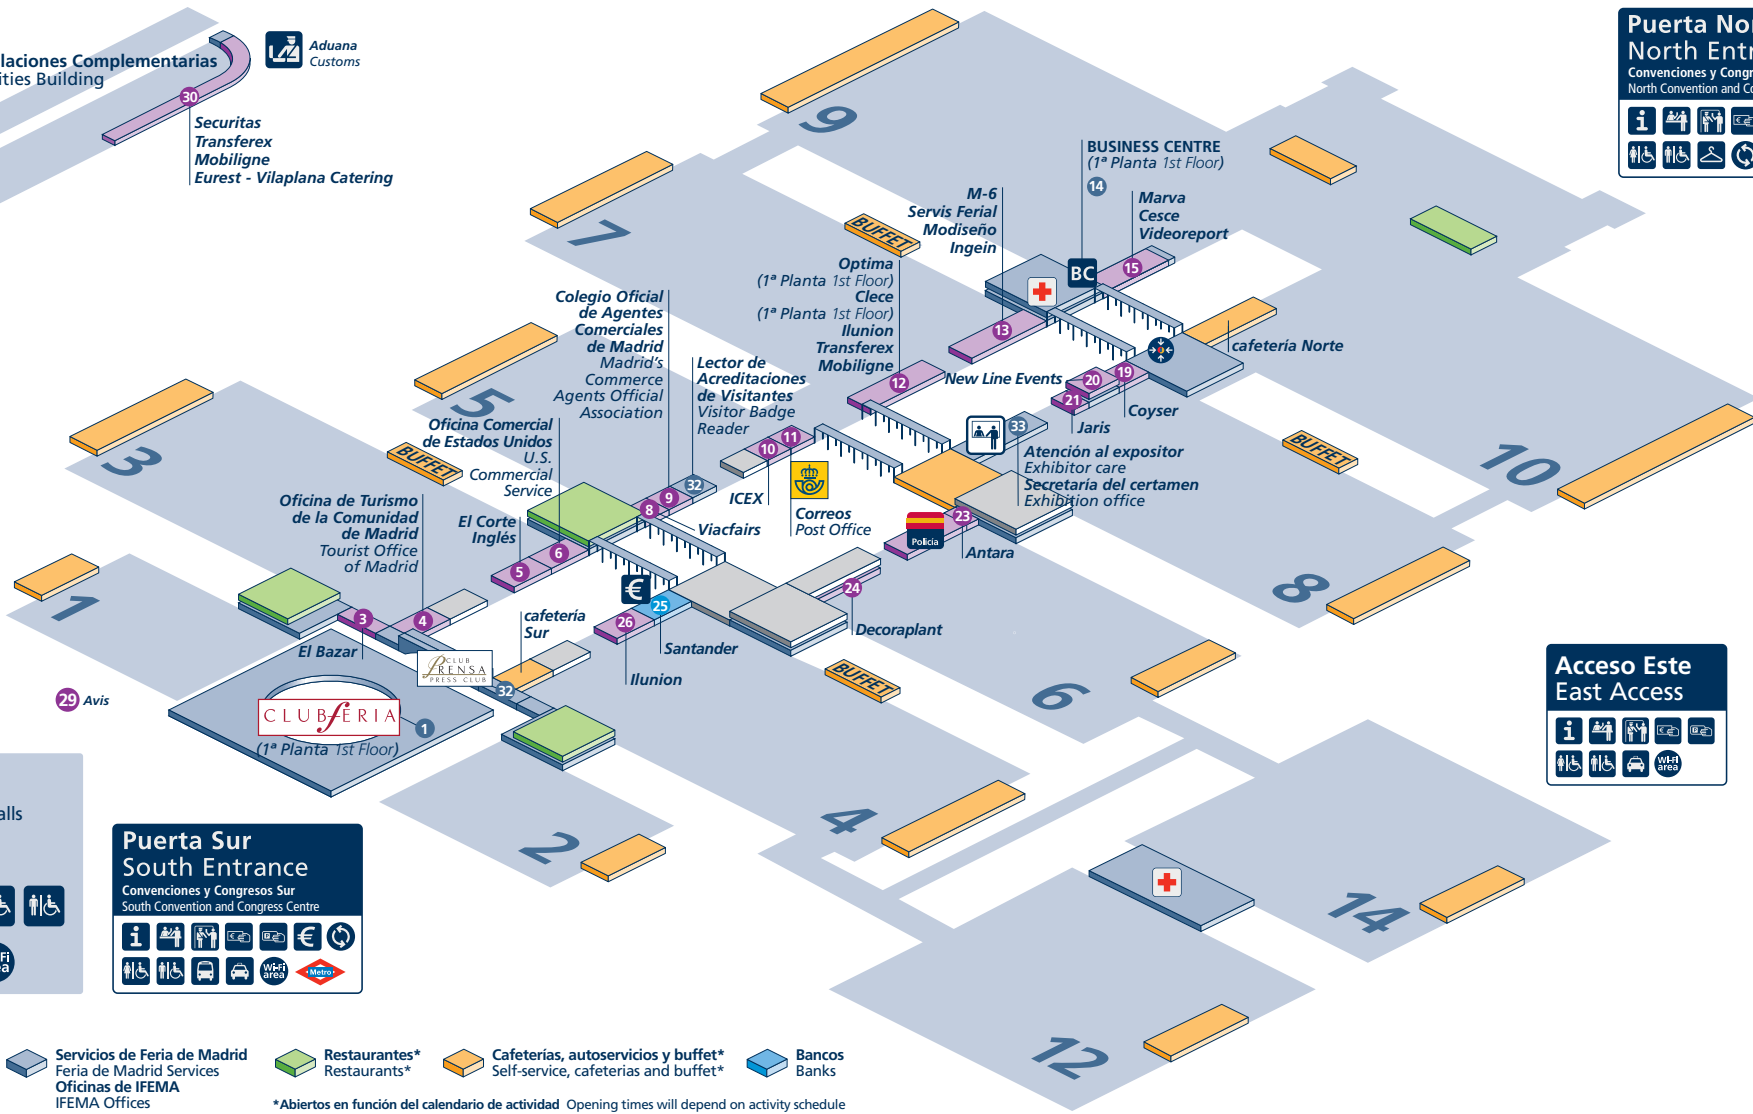 laciones Complementarias
ities Building
Aduana
Customs
30
Securitas
Transferex
Mobiligne
Eurest - Vilaplana Catering
9
7
5
3
1
BUFFET
BUSINESS CENTRE
(1ª Planta 1st Floor)
14
M-6
Servis Ferial
Modiseño
Ingein
Marva
Cesce
Videoreport
BC
15
13
Optima
(1ª Planta 1st Floor)
Clece
(1ª Planta 1st Floor)
Ilunion
Transferex
Mobiligne
12
Colegio Oficial
de Agentes
Comerciales
de Madrid
Madrid's
Commerce
Agents Official
Association
Lector de
Acreditaciones
de Visitantes
Visitor Badge
Reader
New Line Events
20
19
21
Coyser
Jaris
cafetería Norte
33
Atención al expositor
Exhibitor care
Secretaría del certamen
Exhibition office
Oficina Comercial
de Estados Unidos
U.S.
Commercial
Service
BUFFET
10
11
ICEX
Correos
Post Office
Oficina de Turismo
de la Comunidad
de Madrid
Tourist Office
of Madrid
El Corte
Inglés
5
6
8
9
32
Viacfairs
Policía
23
Antara
24
Decoraplant
€
25
26
Santander
Ilunion
cafetería
Sur
3
4
El Bazar
CLUB
PRENSA
PRESS CLUB
32
CLUBFERIA
1
(1ª Planta 1st Floor)
29 Avis
BUFFET
BUFFET
10
8
6
4
2
14
12
Puerta Nor
North Entr
Convenciones y Congr
North Convention and Co
i
€
Acceso Este
East Access
i
€
P
Wi-Fi
area
alls
Fi
a
Puerta Sur
South Entrance
Convenciones y Congresos Sur
South Convention and Congress Centre
i
€
P
€
Wi-Fi
area
Metro
Servicios de Feria de Madrid
Feria de Madrid Services
Oficinas de IFEMA
IFEMA Offices
Restaurantes*
Restaurants*
Cafeterías, autoservicios y buffet*
Self-service, cafeterias and buffet*
Bancos
Banks
*Abiertos en función del calendario de actividad Opening times will depend on activity schedule